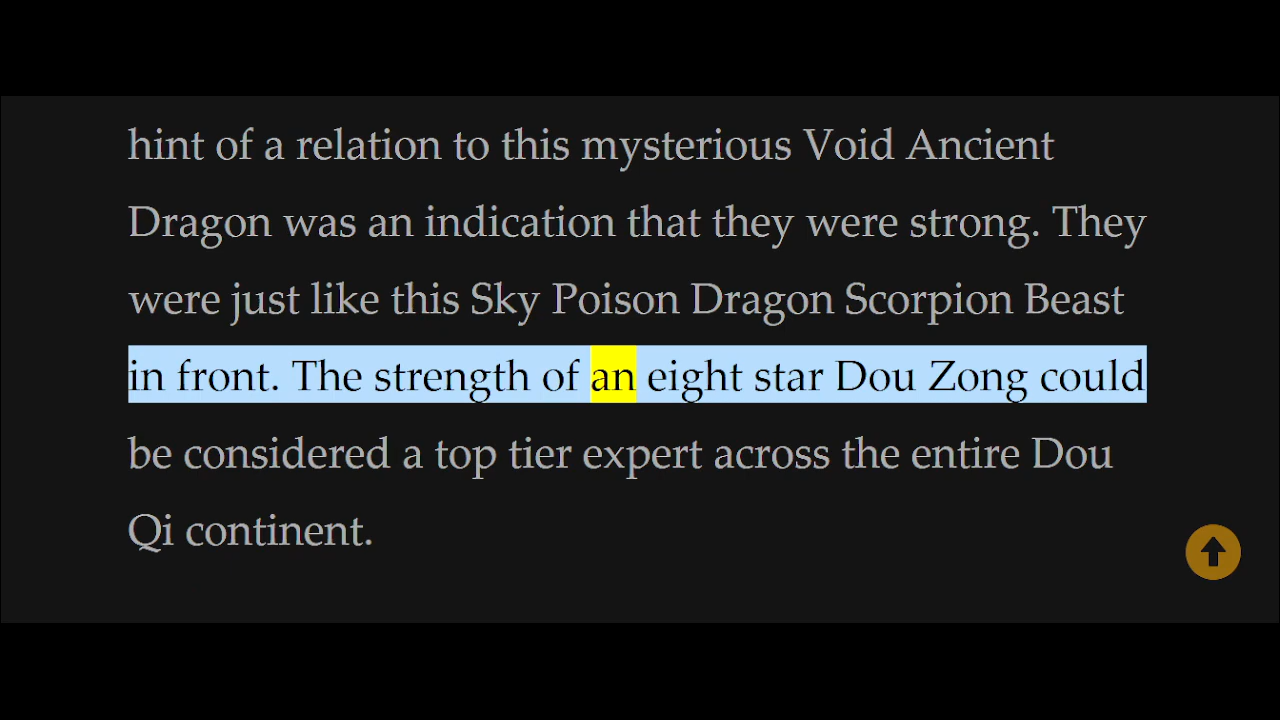 hint of a relation to this mysterious Void Ancient
Dragon was an indication that they were strong. They
were just like this Sky Poison Dragon Scorpion Beast
in front. The strength of an eight star Dou Zong could
be considered a top tier expert across the entire Dou
Qi continent.